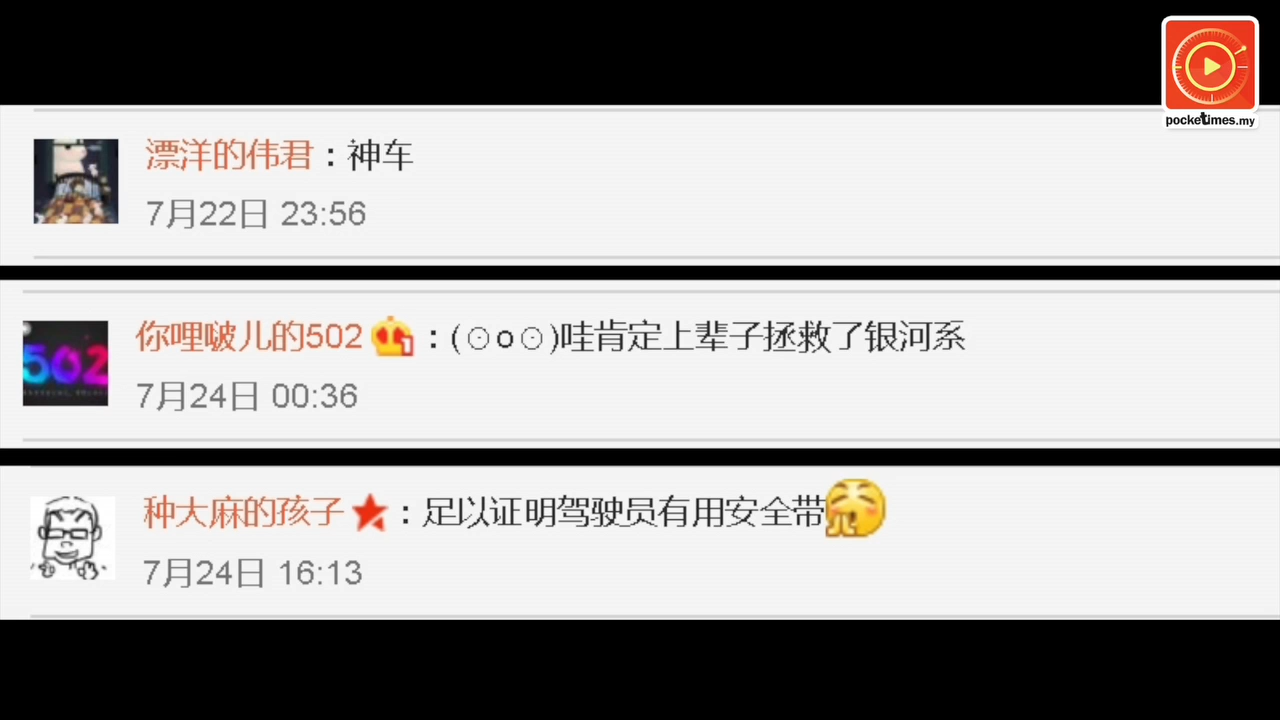 pocketimes.my
漂洋的伟君：神车
7月22日 23:56
你哩啵儿的502：(⊙o⊙)哇肯定上辈子拯救了银河系
7月24日 00:36
502
种大麻的孩子：足以证明驾驶员有用安全带
7月24日 16:13